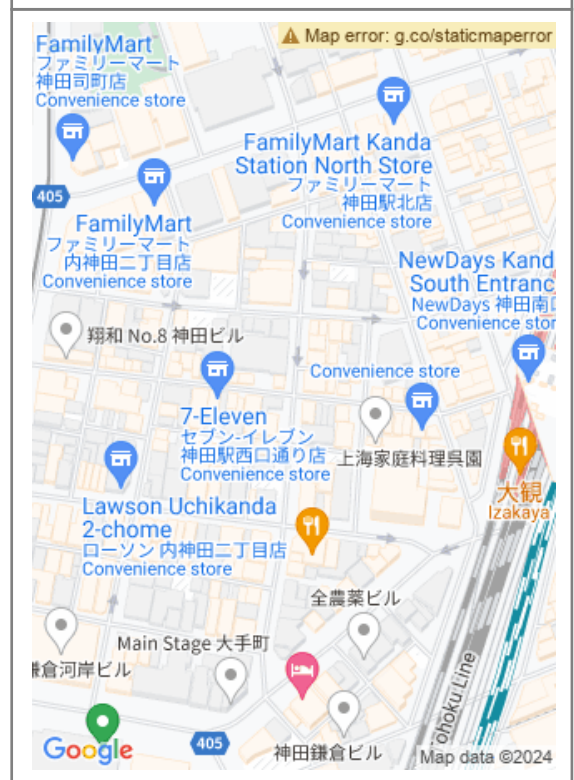 Map error: g.co/staticmaperror
FamilyMart
ファミリーマート
神田司町店
Convenience store
FamilyMart Kanda
Station North Store
ファミリーマート
神田駅北店
Convenience store
405
FamilyMart
ファミリーマート
内神田二丁目店
Convenience store
NewDays Kand
South Entranc
NewDays 神田南口
Convenience stor
翔和 No.8 神田ビル
Convenience store
7-Eleven
セブン-イレブン
神田駅西口通り店
Convenience store
上海家庭料理呉園
大観
Izakaya
Lawson Uchikanda
2-chome
ローソン 内神田二丁目店
Convenience store
全農薬ビル
Main Stage 大手町
鎌倉河岸ビル
ohoku Line
Google
405
神田鎌倉ビル
Map data ©2024